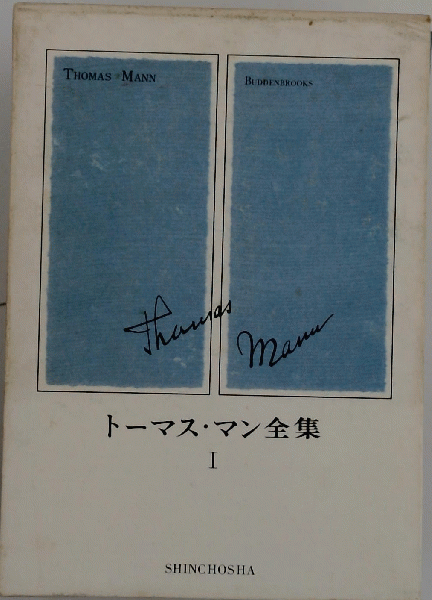 THOMAS MANN
BUDDENBROOKS
Thomas
Mann
トーマス・マン全集
I
SHINCHOSHA